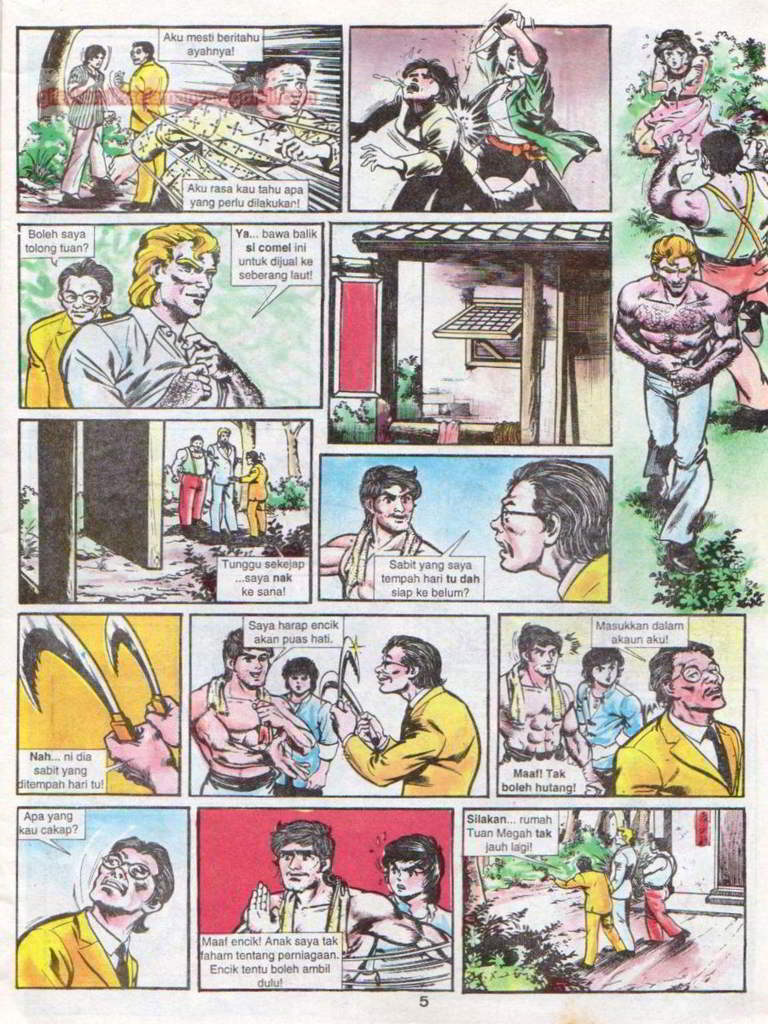 Aku mesti beritahu
ayahnya!
Aku rasa kau tahu apa
yang perlu dilakukan!
Boleh saya
tolong tuan?
Ya... bawa balik
si comel ini
untuk dijual ke
seberang laut!
Tunggu sekejap
...saya nak
ke sana!
Sabit yang saya
tempah hari tu dah
siap ke belum?
Nah... ni dia
sabit yang
ditempah hari tu!
Saya harap encik
akan puas hati.
Masukkan dalam
akaun aku!
Maaf! Tak
boleh hutang!
Apa yang
kau cakap?
Maaf encik! Anak saya tak
faham tentang perniagaan.
Encik tentu boleh ambil
dulu!
Silakan... rumah
Tuan Megah tak
jauh lagi!
5